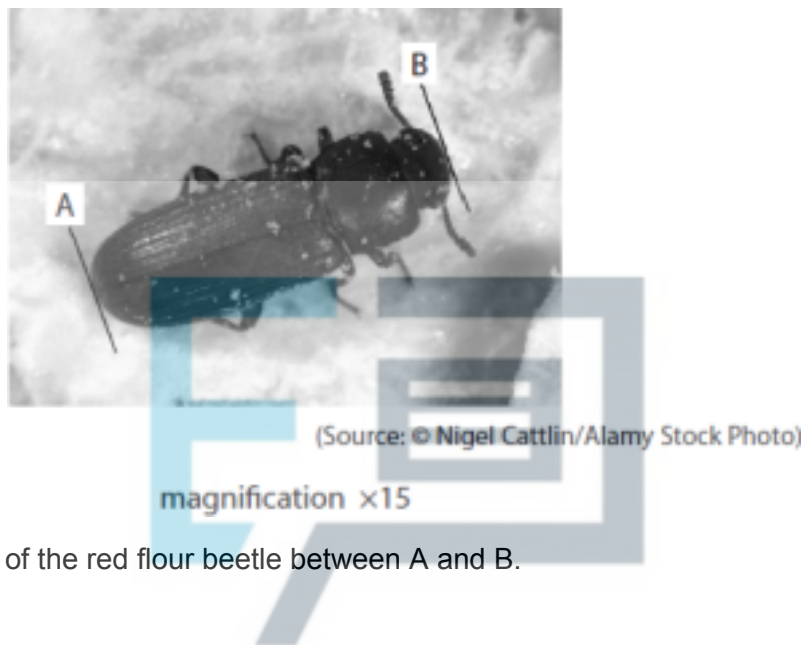 B
A
(Source: © Nigel Cattlin/Alamy Stock Photo)
magnification ×15
of the red flour beetle between A and B.